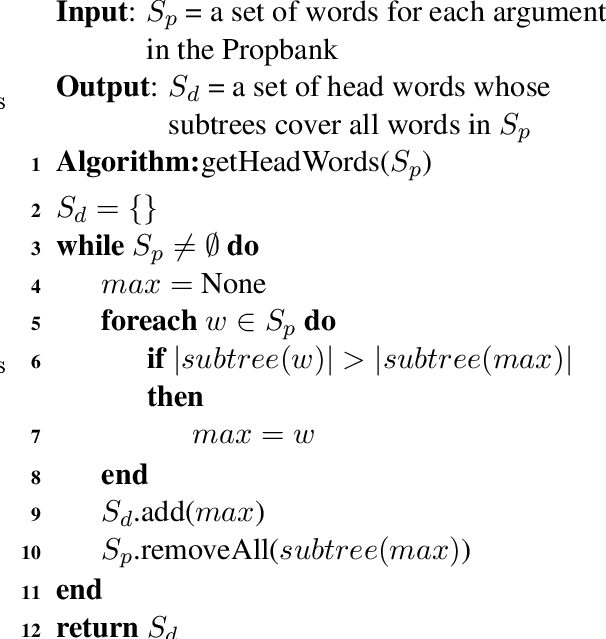 Input: S_p = a set of words for each argument
in the Propbank
Output: S_d = a set of head words whose
s
subtrees cover all words in S_p
1 Algorithm:getHeadWords(S_p)
2 S_d = {}
3 while S_p ≠ ∅ do
4 max = None
5 foreach w ∈ S_p do
s
6 if |subtree(w)| > |subtree(max)|
then
7 max = w
8 end
9 S_d.add(max)
10 S_p.removeAll(subtree(max))
11 end
12 return S_d